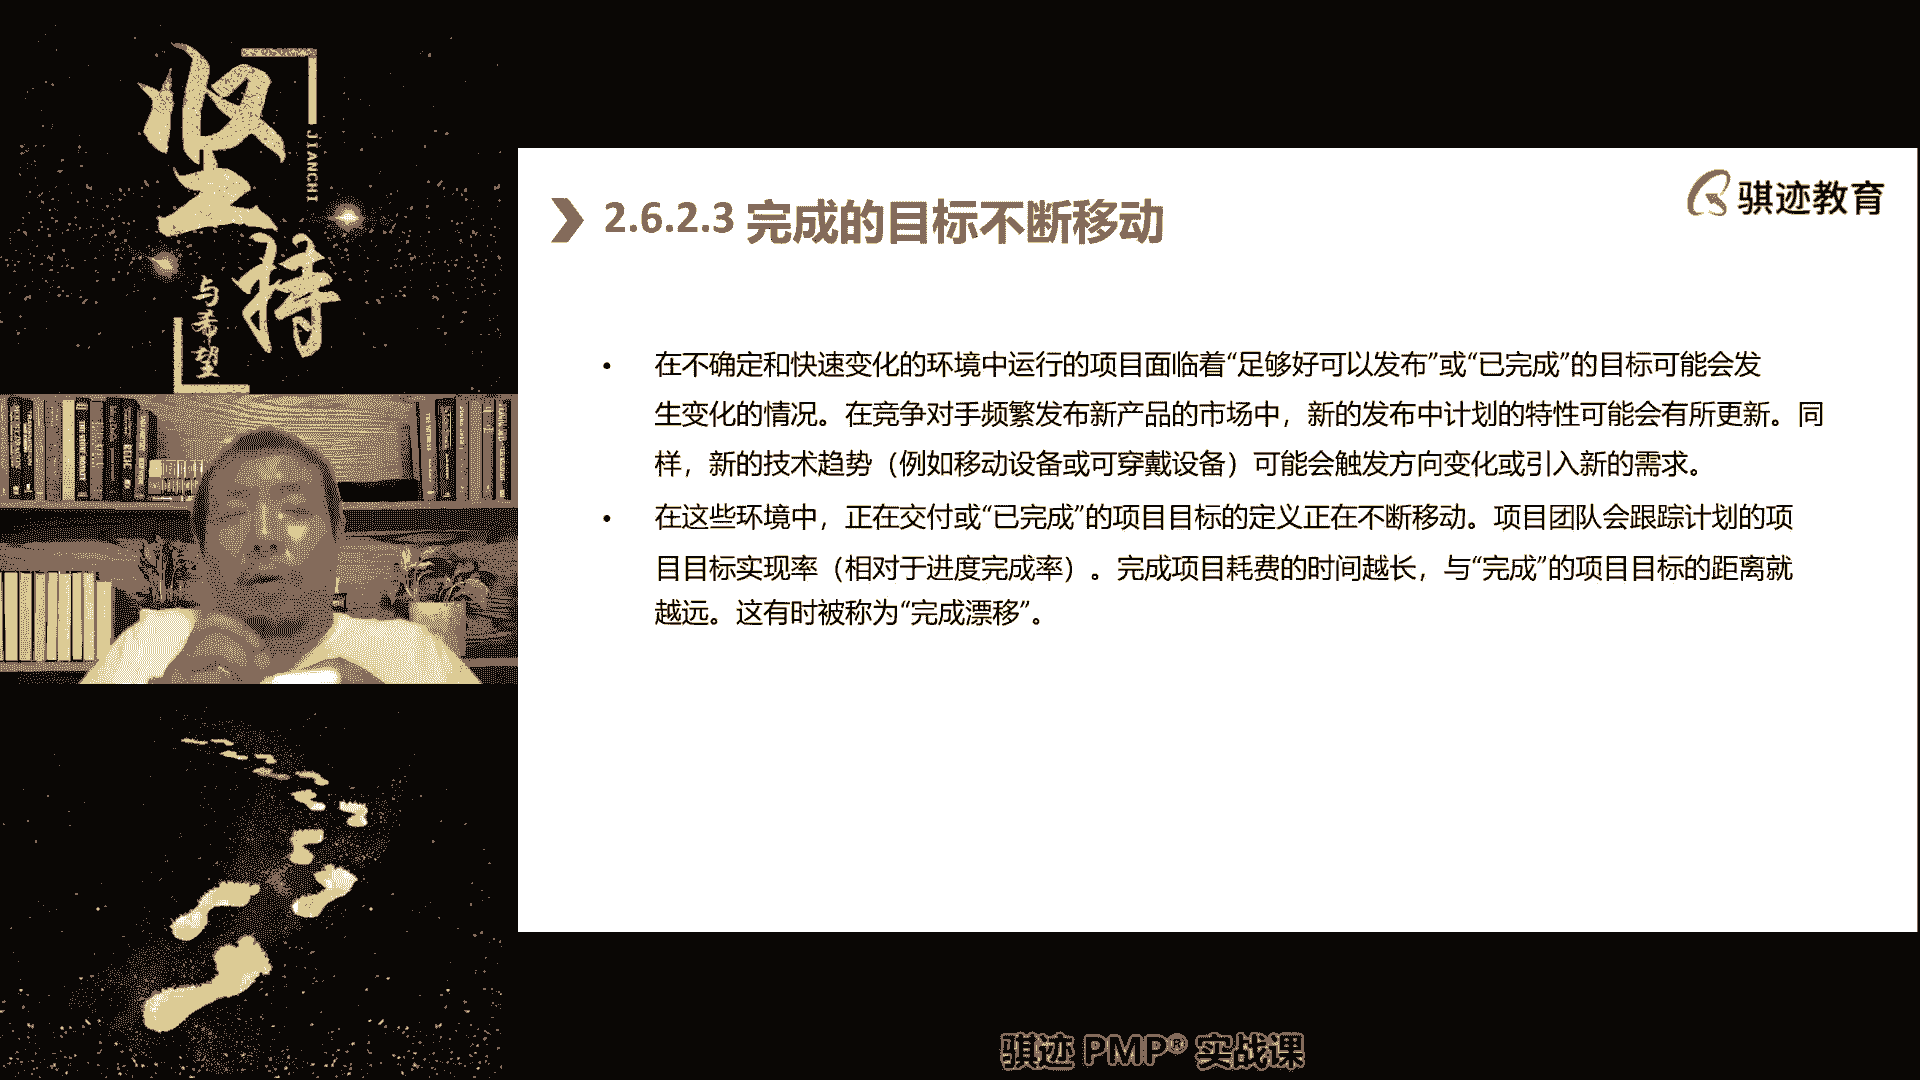 坚持
JIANCHI
与希望
骐迹教育
2.6.2.3 完成的目标不断移动
• 在不确定和快速变化的环境中运行的项目面临着“足够好可以发布”或“已完成”的目标可能会发
生变化的情况。在竞争对手频繁发布新产品的市场中，新的发布中计划的特性可能会有所更新。同
样，新的技术趋势（例如移动设备或可穿戴设备）可能会触发方向变化或引入新的需求。
• 在这些环境中，正在交付或“已完成”的项目目标的定义正在不断移动。项目团队会跟踪计划的项
目目标实现率（相对于进度完成率）。完成项目耗费的时间越长，与“完成”的项目目标的距离就
越远。这有时被称为“完成漂移”。
骐迹 PMP® 实战课